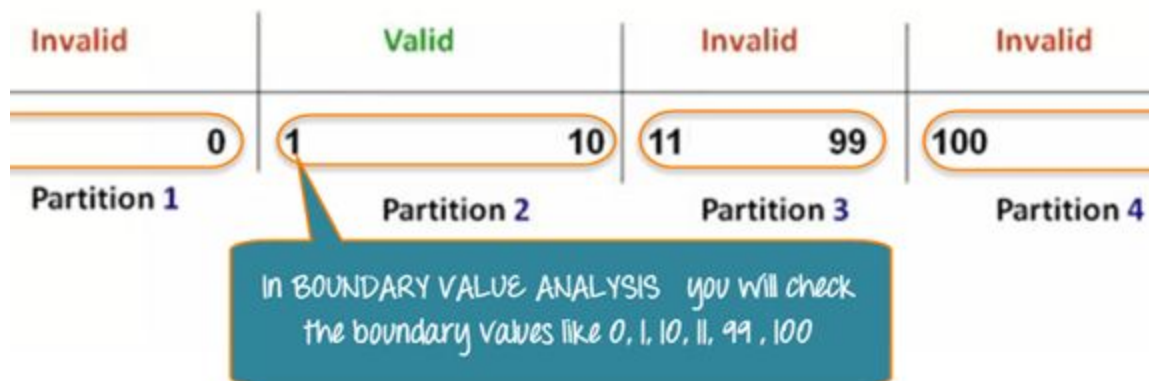 Invalid Valid Invalid Invalid
0 1 10 11 99 100
Partition 1 Partition 2 Partition 3 Partition 4
In BOUNDARY VALUE ANALYSIS you will check
the boundary values like 0, 1, 10, 11, 99 , 100